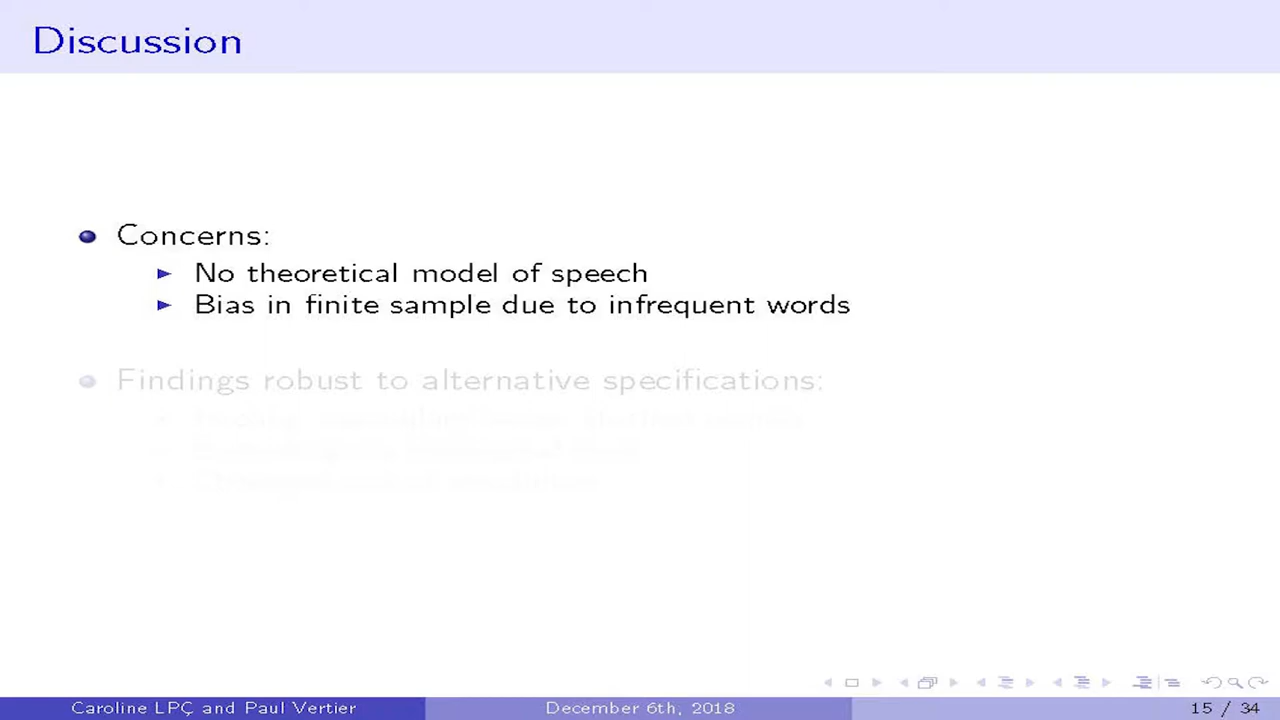 Discussion
Concerns:
No theoretical model of speech
Bias in finite sample due to infrequent words
Findings robust to alternative specifications:
Caroline LPÇ and Paul Vertier
December 6th, 2018
15 / 34